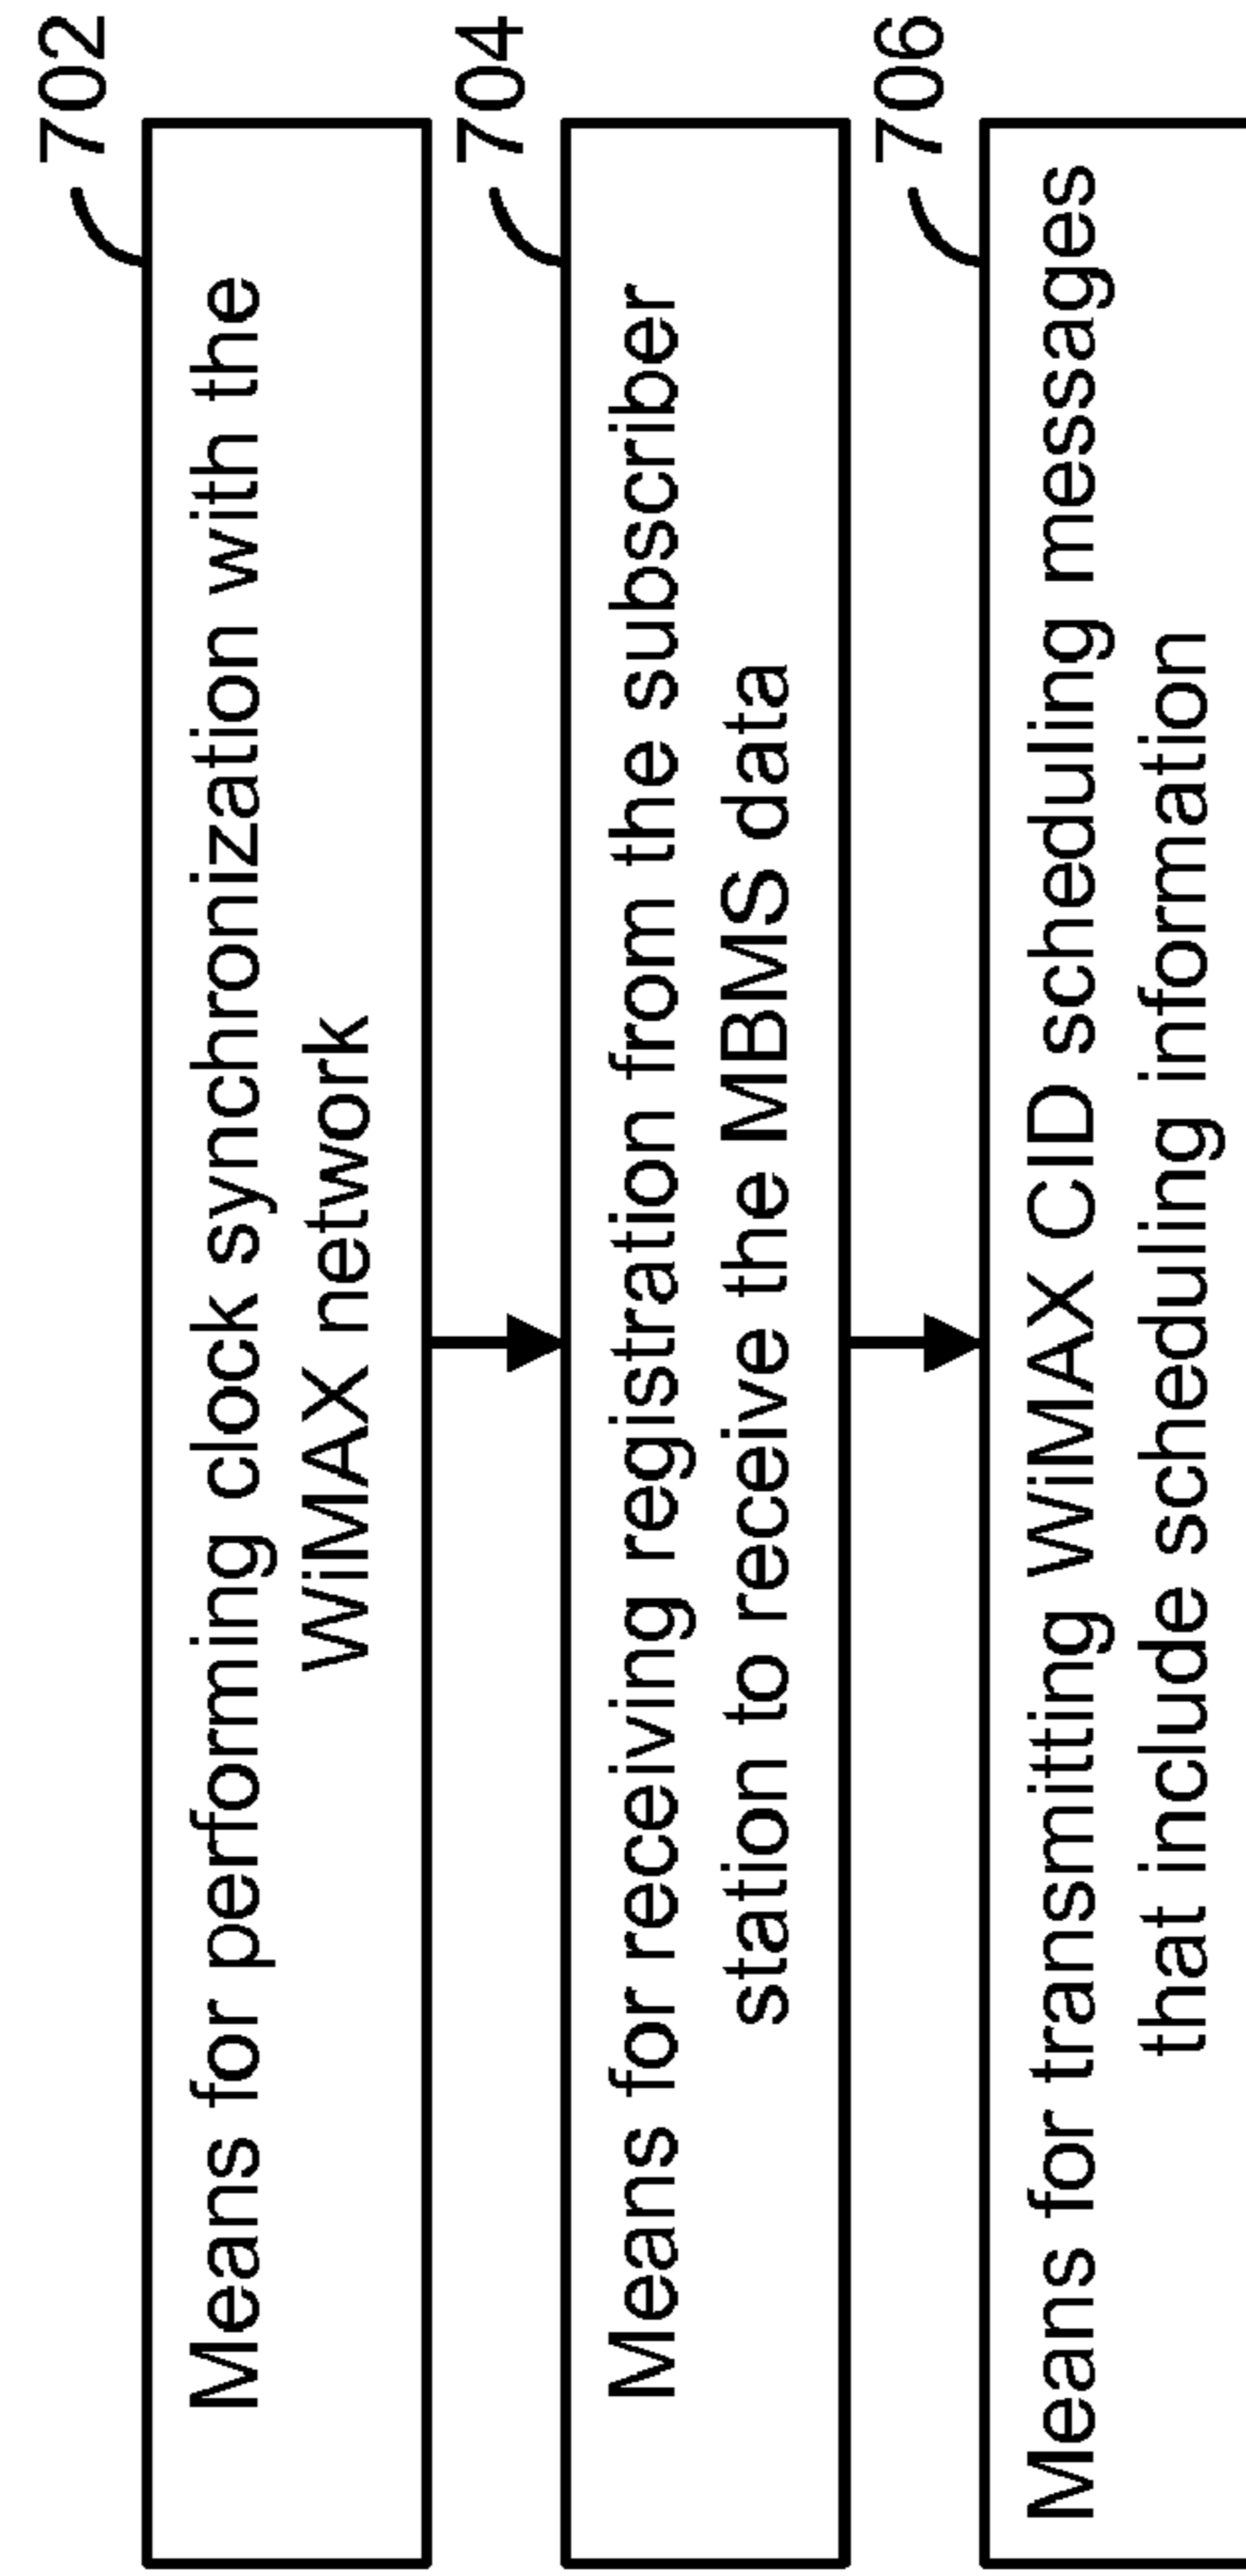 702
Means for performing clock synchronization with the
WiMAX network
704
Means for receiving registration from the subscriber
station to receive the MBMS data
706
Means for transmitting WiMAX CID scheduling messages
that include scheduling information